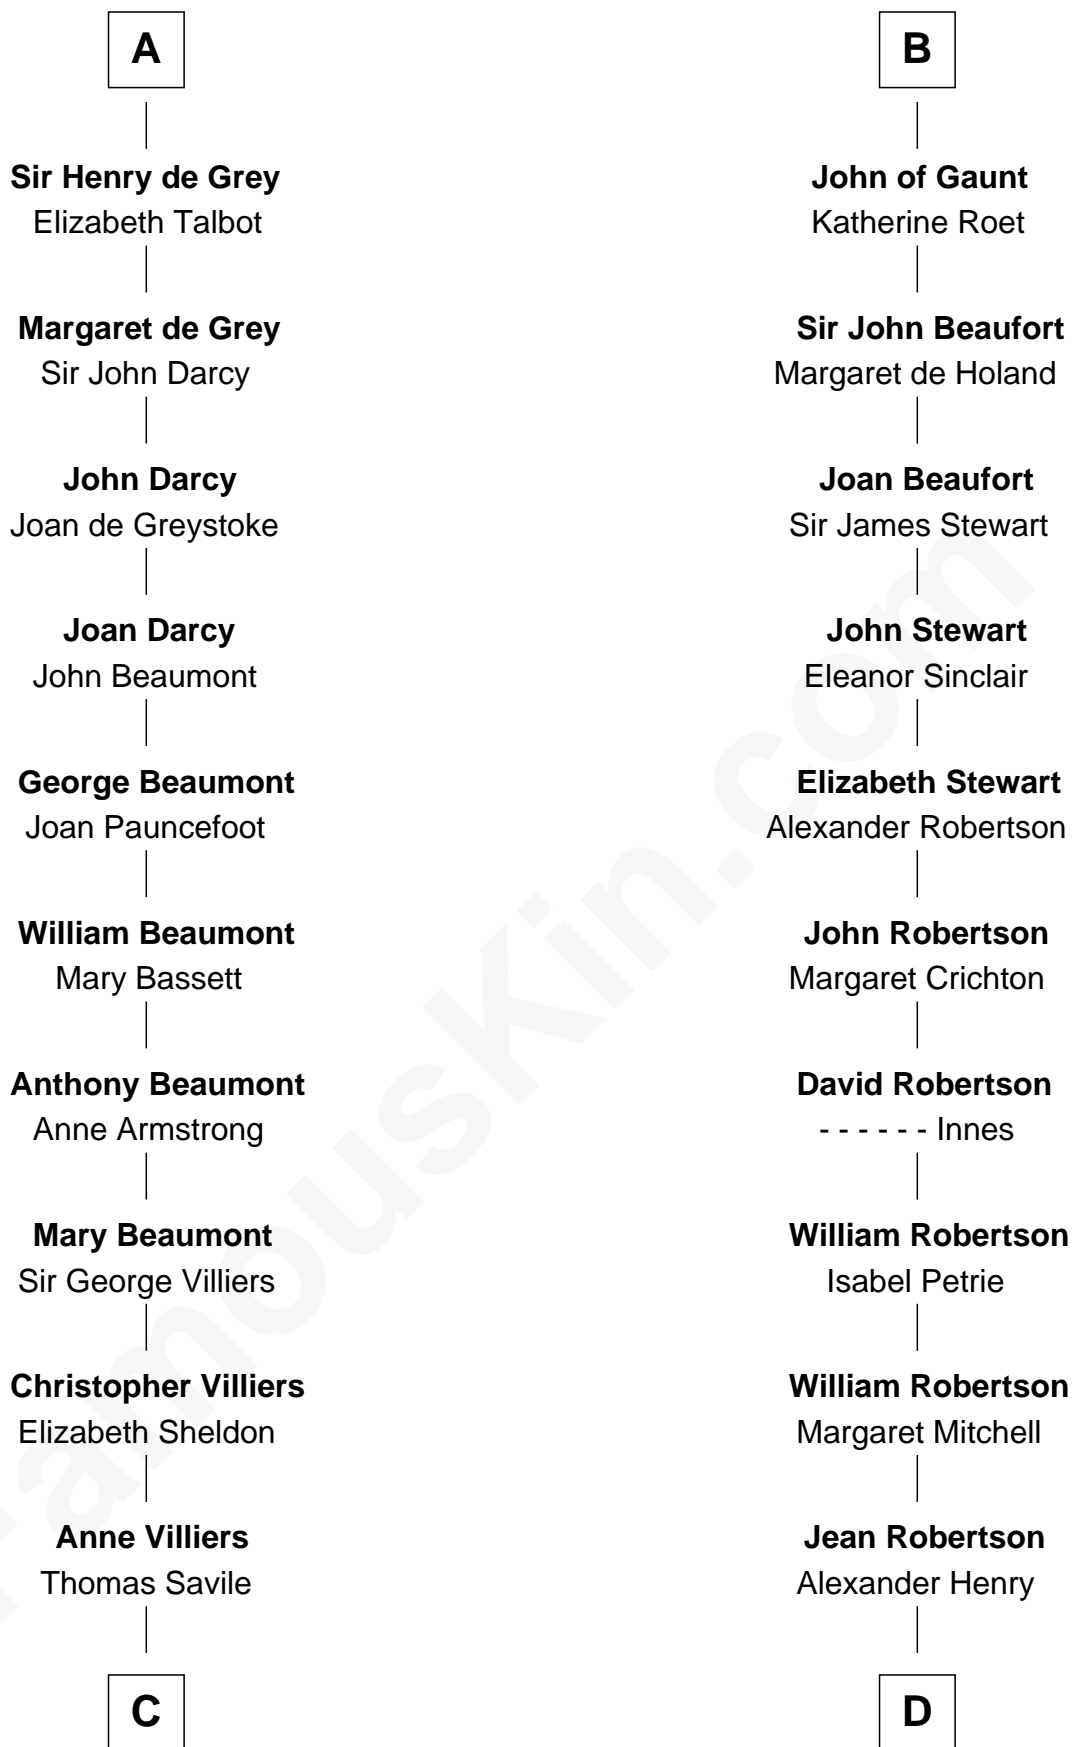 A
Sir Henry de Grey
Elizabeth Talbot
Margaret de Grey
Sir John Darcy
John Darcy
Joan de Greystoke
Joan Darcy
John Beaumont
George Beaumont
Joan Pauncefoot
William Beaumont
Mary Bassett
Anthony Beaumont
Anne Armstrong
Mary Beaumont
Sir George Villiers
Christopher Villiers
Elizabeth Sheldon
Anne Villiers
Thomas Savile
C
B
John of Gaunt
Katherine Roet
Sir John Beaufort
Margaret de Holand
Joan Beaufort
Sir James Stewart
John Stewart
Eleanor Sinclair
Elizabeth Stewart
Alexander Robertson
John Robertson
Margaret Crichton
David Robertson
- - - - - - Innes
William Robertson
Isabel Petrie
William Robertson
Margaret Mitchell
Jean Robertson
Alexander Henry
D
FamousKin.com